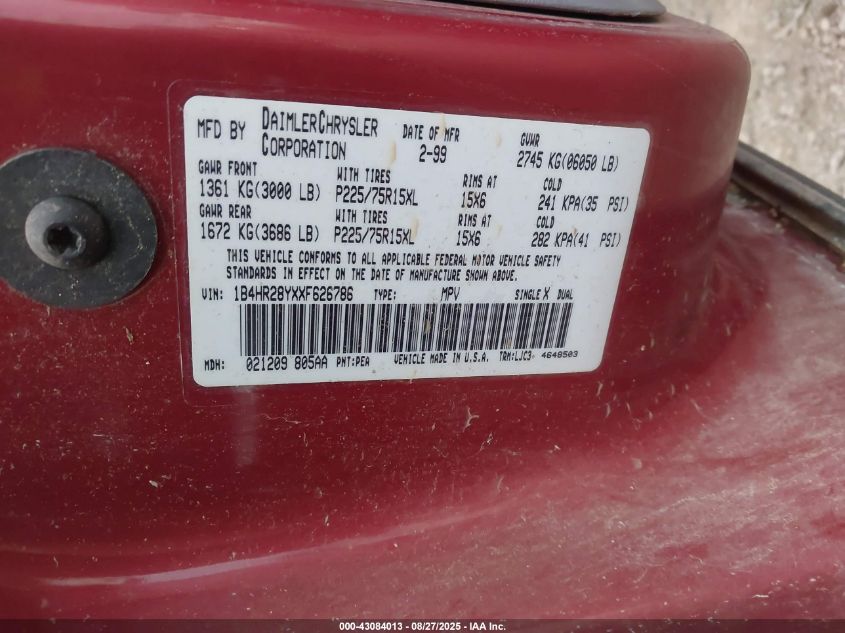 MFD BY DAIMLERCHRYSLER CORPORATION DATE OF MFR 2-99 GVWR 2745 KG(06050 LB)
GAWR FRONT WITH TIRES RIMS AT COLD
1361 KG(3000 LB) P225/75R15XL 15X6 241 KPA(35 PSI)
GAWR REAR WITH TIRES RIMS AT COLD
1672 KG(3686 LB) P225/75R15XL 15X6 282 KPA(41 PSI)
THIS VEHICLE CONFORMS TO ALL APPLICABLE FEDERAL MOTOR VEHICLE SAFETY
STANDARDS IN EFFECT ON THE DATE OF MANUFACTURE SHOWN ABOVE.
VIN: 1B4HR28YXXF626786 TYPE: MPV SINGLE X DUAL
MDH: 021209 805AA PNT:PEA VEHICLE MADE IN U.S.A. TRM:LJC3 4648503
000-43084013 - 08/27/2025 - IAA Inc.